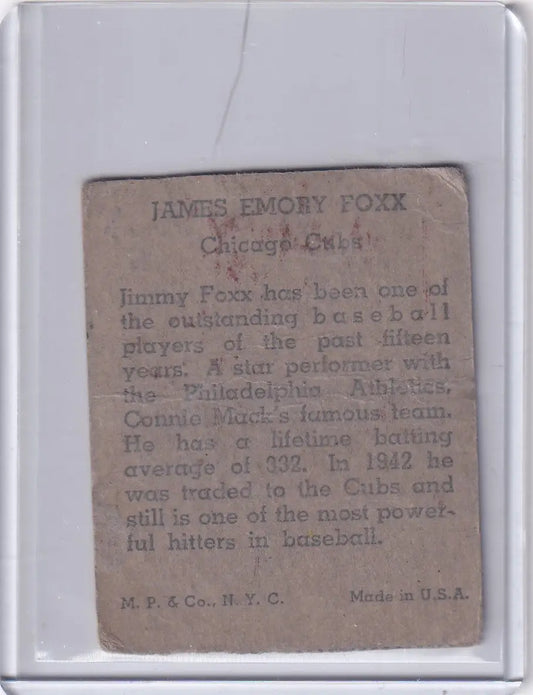 JAMES EMORY FOXX
Chicago Cubs
Jimmy Foxx has been one of
the outstanding baseball
players of the past fifteen
years. A star performer with
the Philadelphia Athletics,
Connie Mack's famous team.
He has a lifetime batting
average of 332. In 1942 he
was traded to the Cubs and
still is one of the most power-
ful hitters in baseball.
M. P. & Co., N. Y. C. Made in U.S.A.